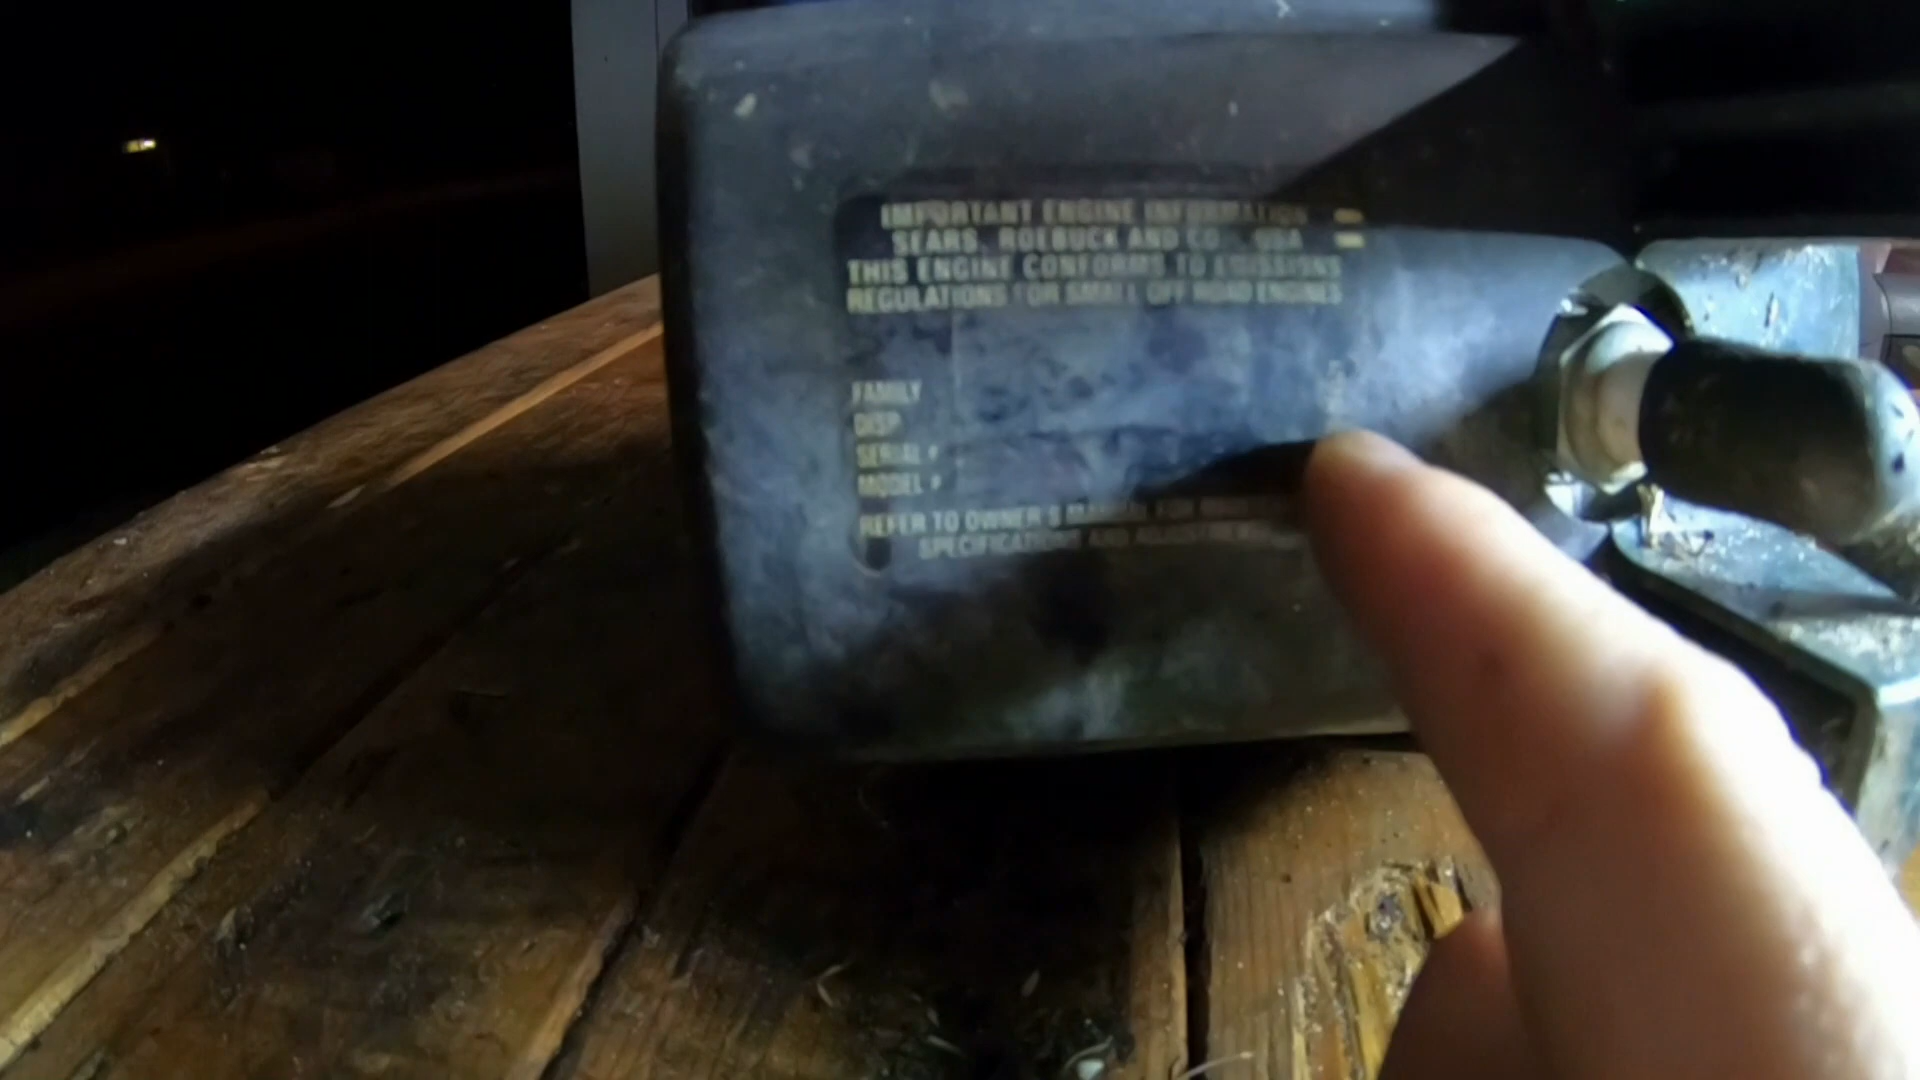 IMPORTANT ENGINE INFORMATION
SEARS, ROEBUCK AND CO. USA
THIS ENGINE CONFORMS TO EMISSIONS
REGULATIONS FOR SMALL OFF ROAD ENGINES
FAMILY
DISP
SERIAL #
MODEL #
REFER TO OWNER'S MANUAL FOR
SPECIFICATIONS AND